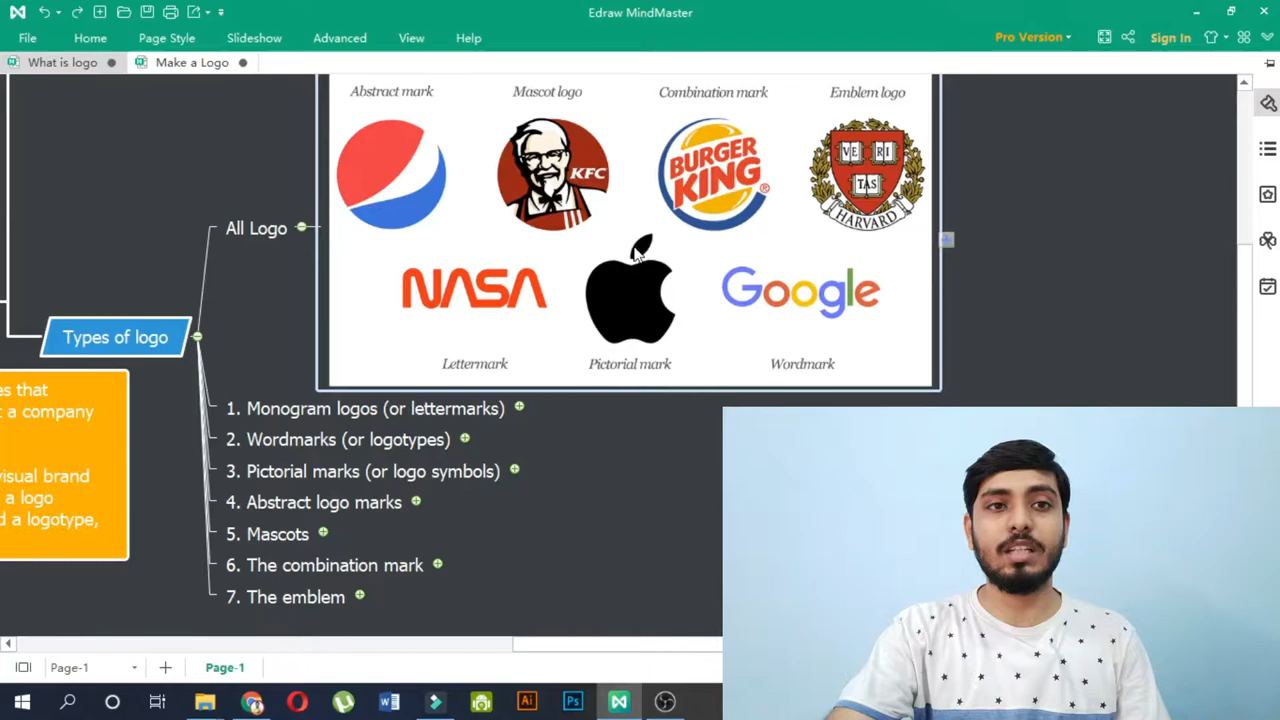 Edraw MindMaster
File Home Page Style Slideshow Advanced View Help Pro Version Sign In
What is logo Make a Logo
Abstract mark Mascot logo Combination mark Emblem logo
KFC
BURGER
KING
®
VE RI
TAS
HARVARD
All Logo
NASA
Google
Lettermark Pictorial mark Wordmark
Types of logo
es that
t a company
visual brand
a logo
d a logotype,
1. Monogram logos (or lettermarks)
2. Wordmarks (or logotypes)
3. Pictorial marks (or logo symbols)
4. Abstract logo marks
5. Mascots
6. The combination mark
7. The emblem
Page-1 Page-1
Ai Ps